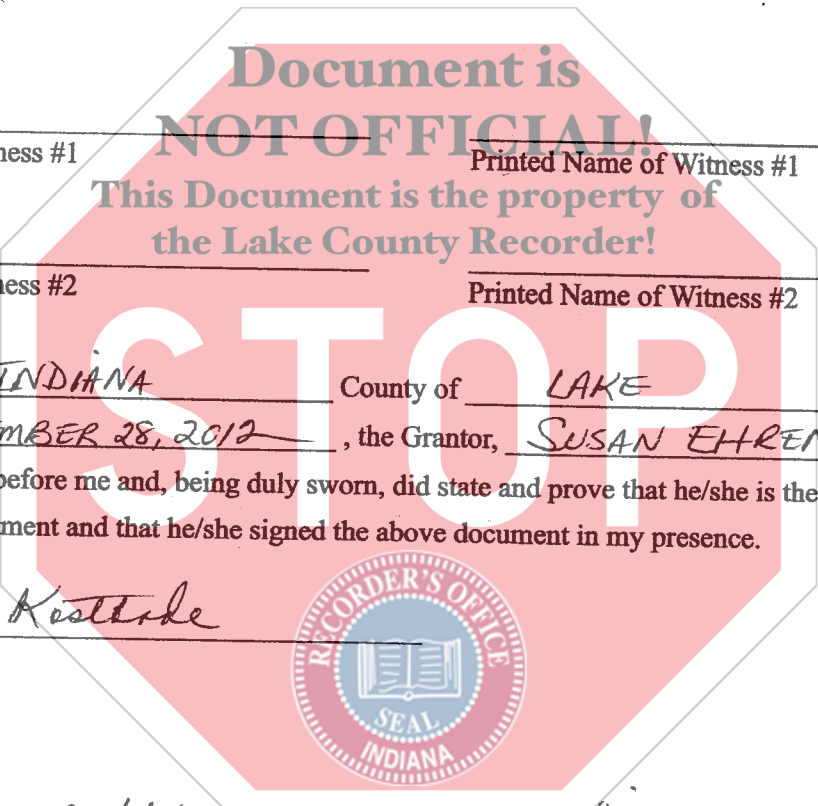 Document is
NOT OFFICIAL!
ness #1 Printed Name of Witness #1
This Document is the property of
the Lake County Recorder!
ness #2 Printed Name of Witness #2
STOP
INDIANA County of LAKE
MBER 28, 2012, the Grantor, SUSAN EHREN
before me and, being duly sworn, did state and prove that he/she is the
ment and that he/she signed the above document in my presence.
RECORDER'S OFFICE
SEAL
INDIANA